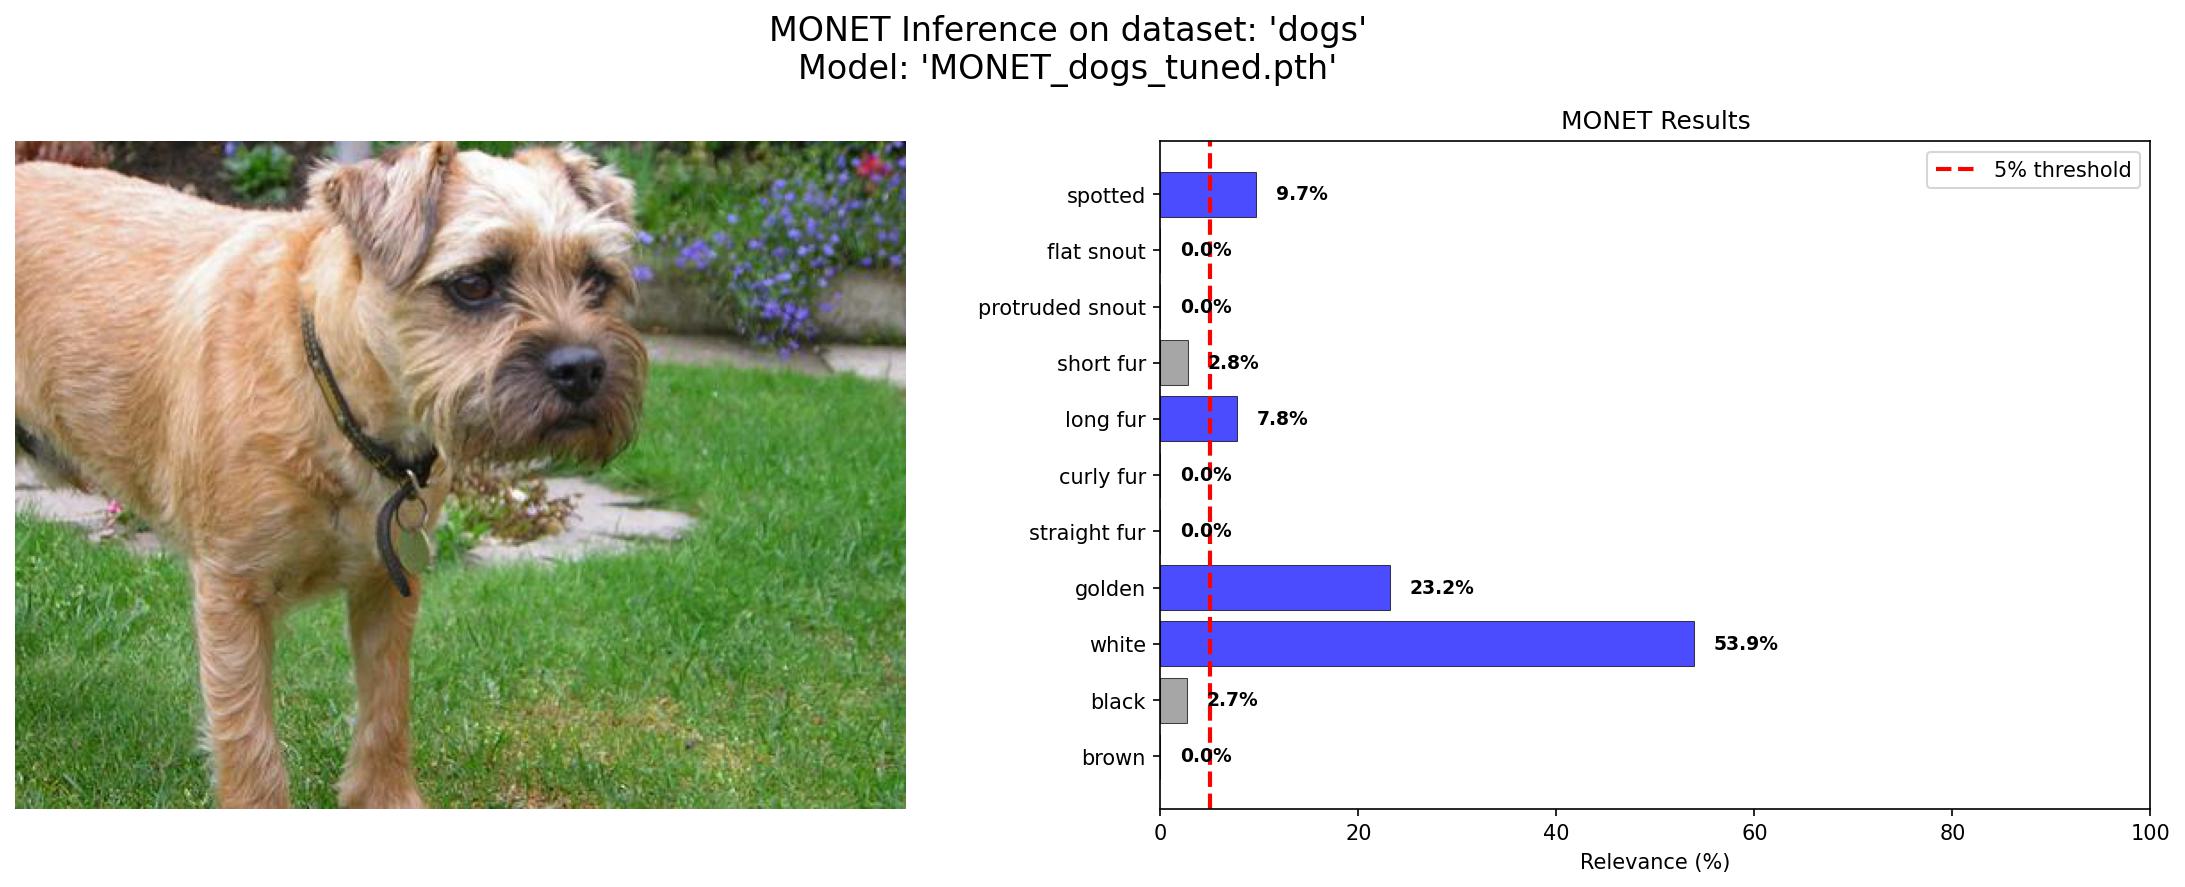 MONET Inference on dataset: 'dogs'
Model: 'MONET_dogs_tuned.pth'
MONET Results
5% threshold
spotted 9.7%
flat snout 0.0%
protruded snout 0.0%
short fur 2.8%
long fur 7.8%
curly fur 0.0%
straight fur 0.0%
golden 23.2%
white 53.9%
black 2.7%
brown 0.0%
0 20 40 60 80 100
Relevance (%)